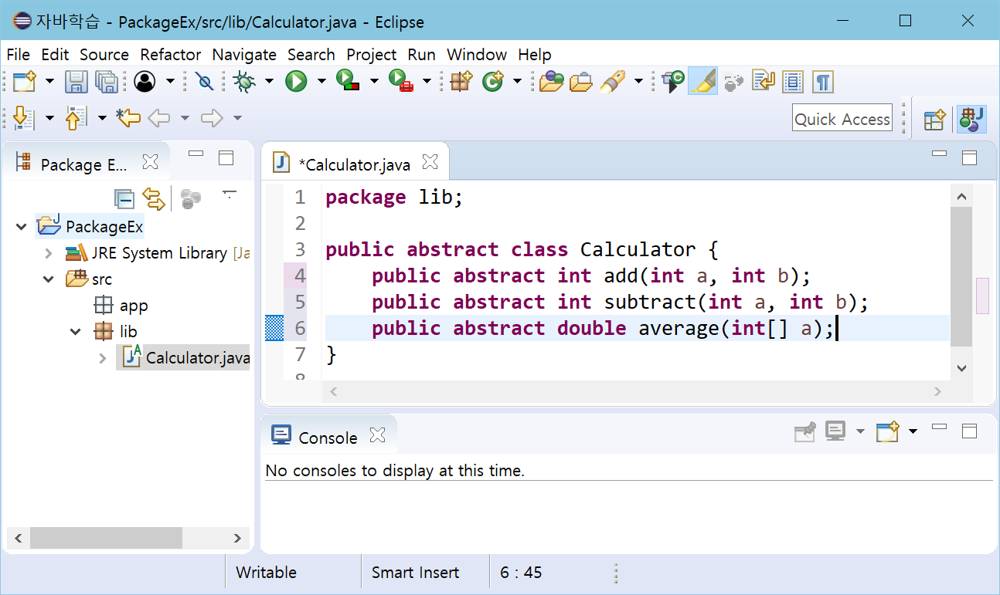 자바학습 - PackageEx/src/lib/Calculator.java - Eclipse
File Edit Source Refactor Navigate Search Project Run Window Help
Quick Access
Package E...
PackageEx
JRE System Library [Ja
src
app
lib
Calculator.java
*Calculator.java
1 package lib;
2
3 public abstract class Calculator {
4 public abstract int add(int a, int b);
5 public abstract int subtract(int a, int b);
6 public abstract double average(int[] a);
7 }
8
Console
No consoles to display at this time.
Writable Smart Insert 6 : 45